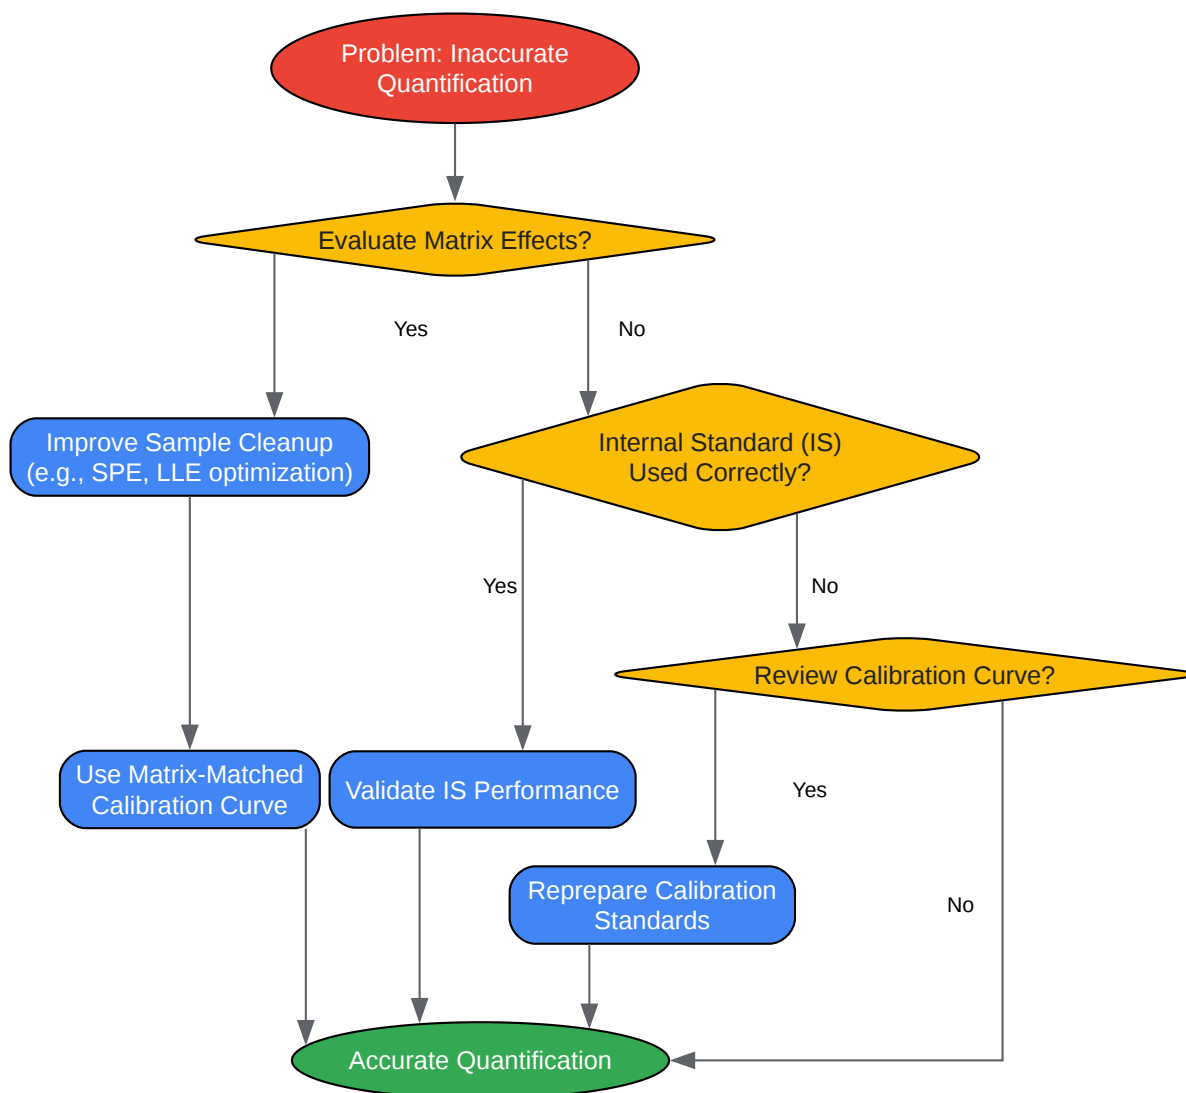 Problem: Inaccurate
Quantification
Evaluate Matrix Effects?
Yes
No
Improve Sample Cleanup
(e.g., SPE, LLE optimization)
Internal Standard (IS)
Used Correctly?
Yes
No
Review Calibration Curve?
Use Matrix-Matched
Calibration Curve
Validate IS Performance
Yes
Reprepare Calibration
Standards
No
Accurate Quantification